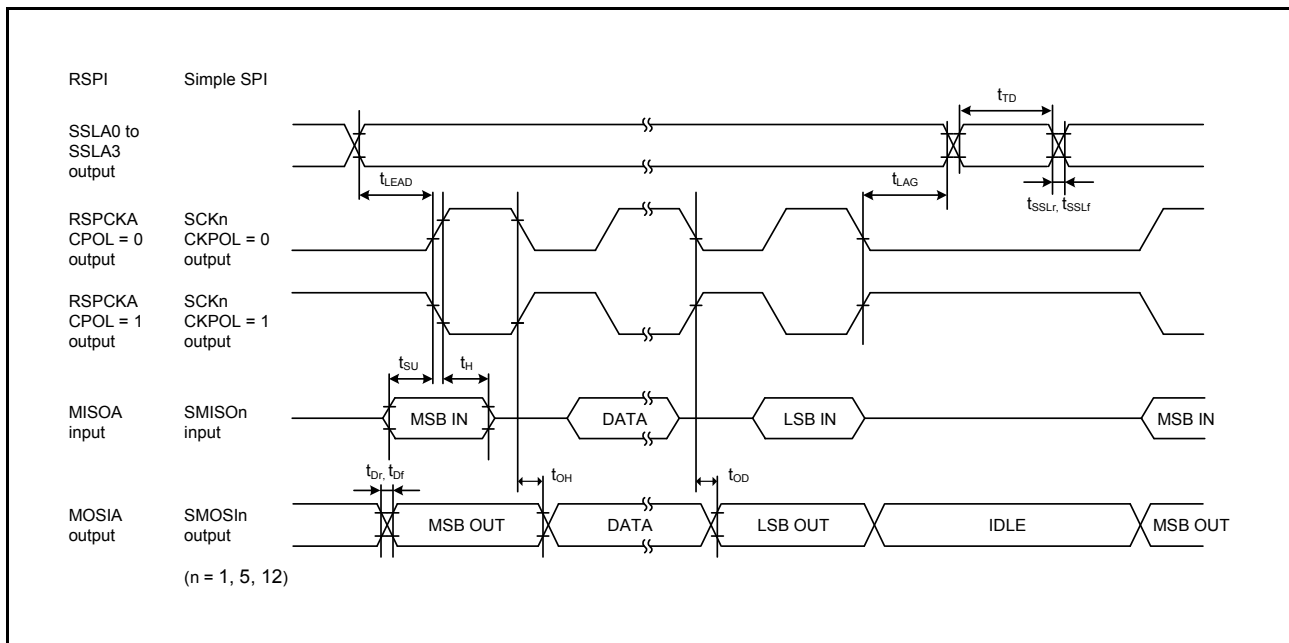 RSPI Simple SPI
tTD
SSLA0 to
SSLA3
output
tLEAD
tLAG
tSSLr, tSSLf
RSPCKA SCKn
CPOL = 0 CKPOL = 0
output output
RSPCKA SCKn
CPOL = 1 CKPOL = 1
output output
tSU tH
MISOA SMISOn
input input
MSB IN DATA LSB IN MSB IN
tDr, tDf
tOH tOD
MOSIA SMOSIn
output output
MSB OUT DATA LSB OUT IDLE MSB OUT
(n = 1, 5, 12)